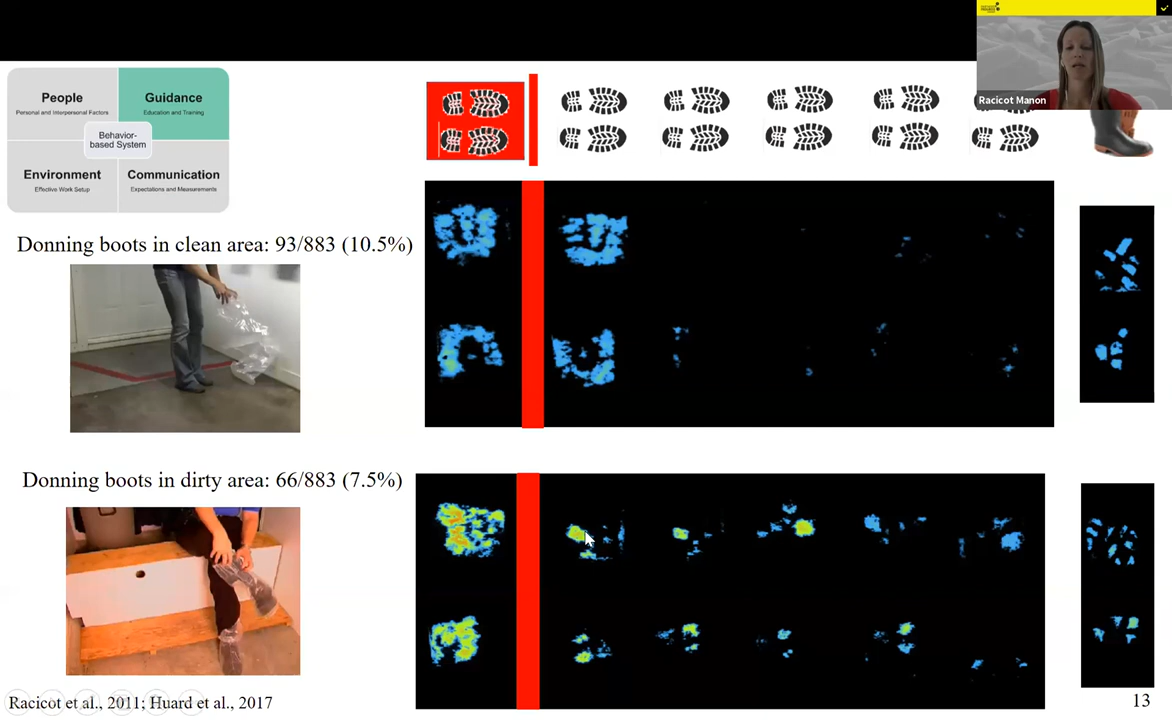 Racicot Manon
People
Personal and Interpersonal Factors
Guidance
Education and Training
Behavior-
based System
Environment
Effective Work Setup
Communication
Expectations and Measurements
Donning boots in clean area: 93/883 (10.5%)
Donning boots in dirty area: 66/883 (7.5%)
Racicot et al., 2011; Huard et al., 2017
13